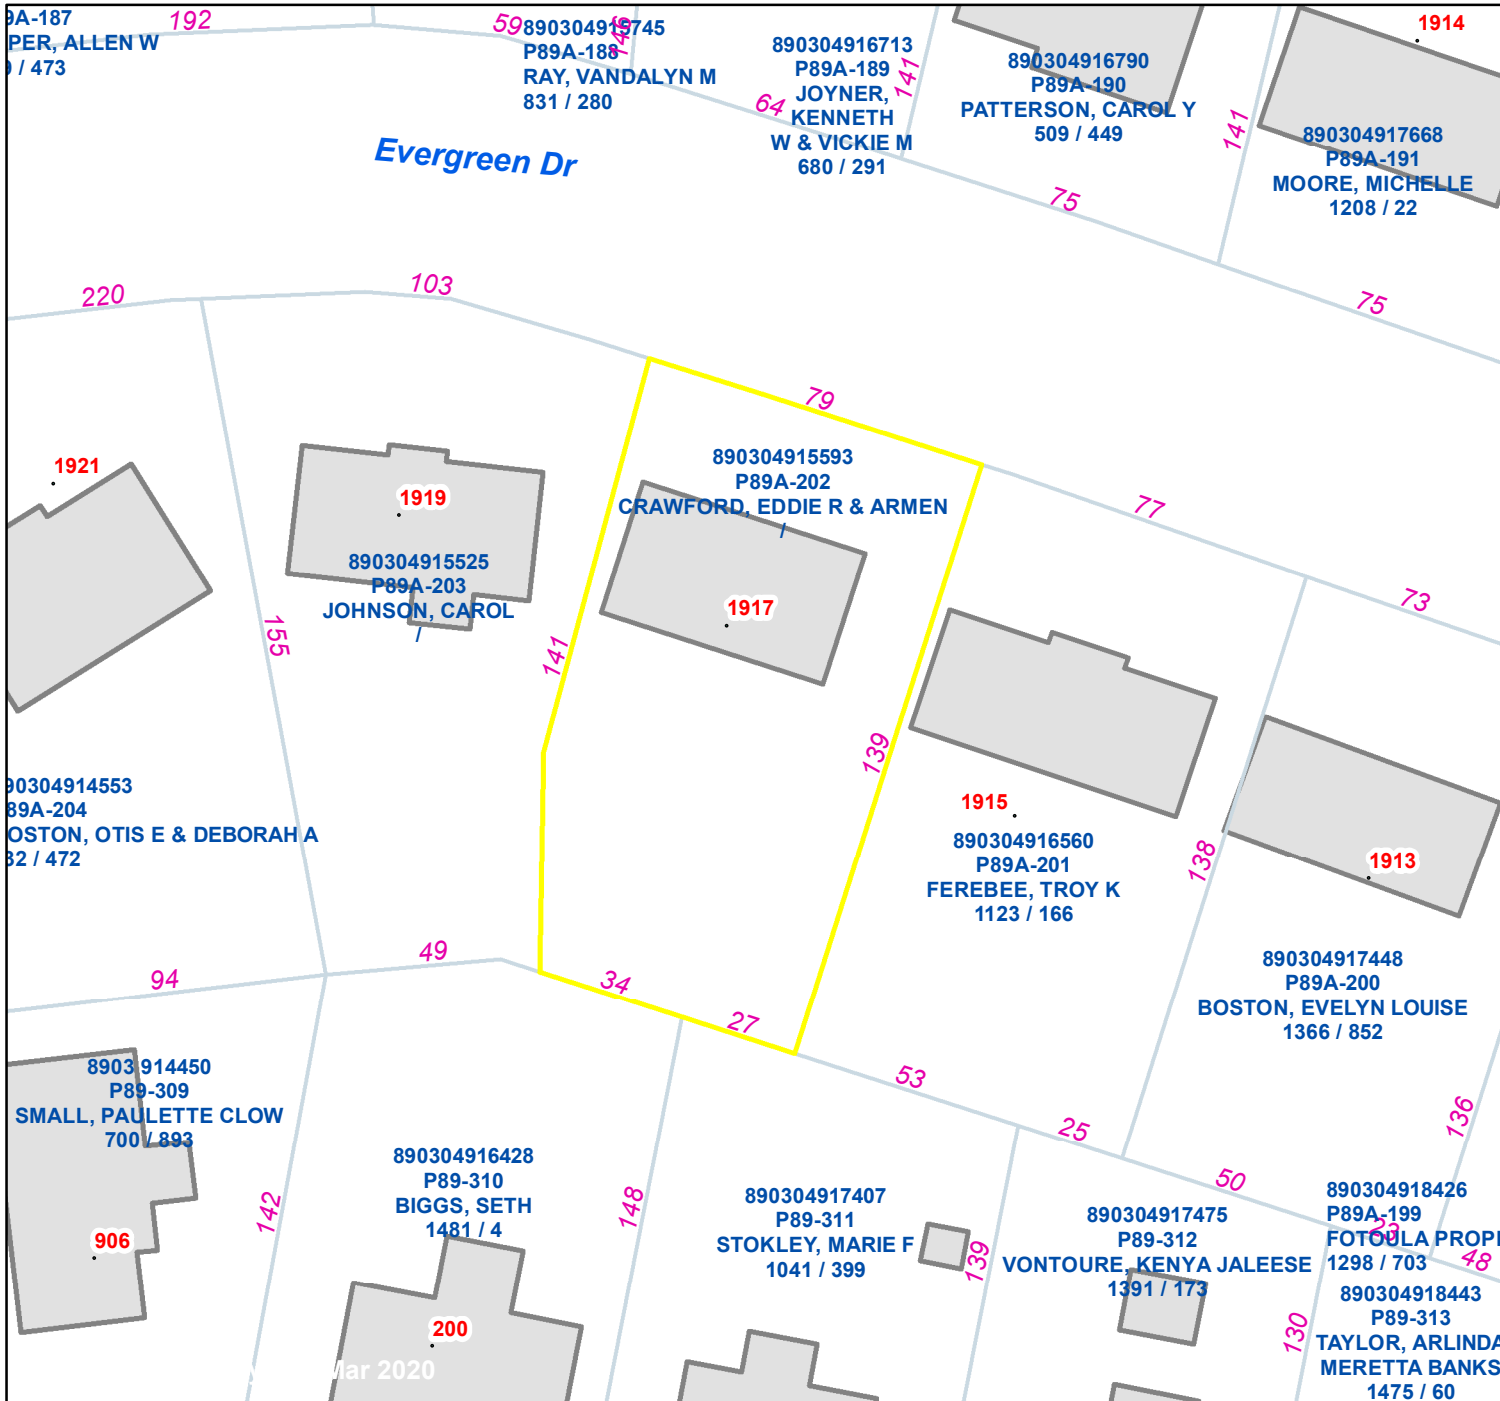 9A-187
PER, ALLEN W
/ 473
192
59
146
890304915745
P89A-188
RAY, VANDALYN M
831 / 280
64
890304916713
P89A-189
JOYNER,
KENNETH
W & VICKIE M
680 / 291
141
890304916790
P89A-190
PATTERSON, CAROL Y
509 / 449
75
141
1914
890304917668
P89A-191
MOORE, MICHELLE
1208 / 22
75
Evergreen Dr
220
103
79
77
73
1921
1919
890304915525
P89A-203
JOHNSON, CAROL
/
155
141
890304915593
P89A-202
CRAWFORD, EDDIE R & ARMEN
/
1917
139
1915
890304916560
P89A-201
FEREBEE, TROY K
1123 / 166
138
1913
890304917448
P89A-200
BOSTON, EVELYN LOUISE
1366 / 852
136
90304914553
89A-204
OSTON, OTIS E & DEBORAH A
32 / 472
94
49
34
27
53
25
50
23
48
8903 914450
P89-309
SMALL, PAULETTE CLOW
700 / 893
906
142
890304916428
P89-310
BIGGS, SETH
1481 / 4
200
148
890304917407
P89-311
STOKLEY, MARIE F
1041 / 399
139
890304917475
P89-312
VONTOURE, KENYA JALEESE
1391 / 173
130
890304918426
P89A-199
FOTOULA PROPE
1298 / 703
890304918443
P89-313
TAYLOR, ARLINDA
MERETTA BANKS
1475 / 60
Mar 2020